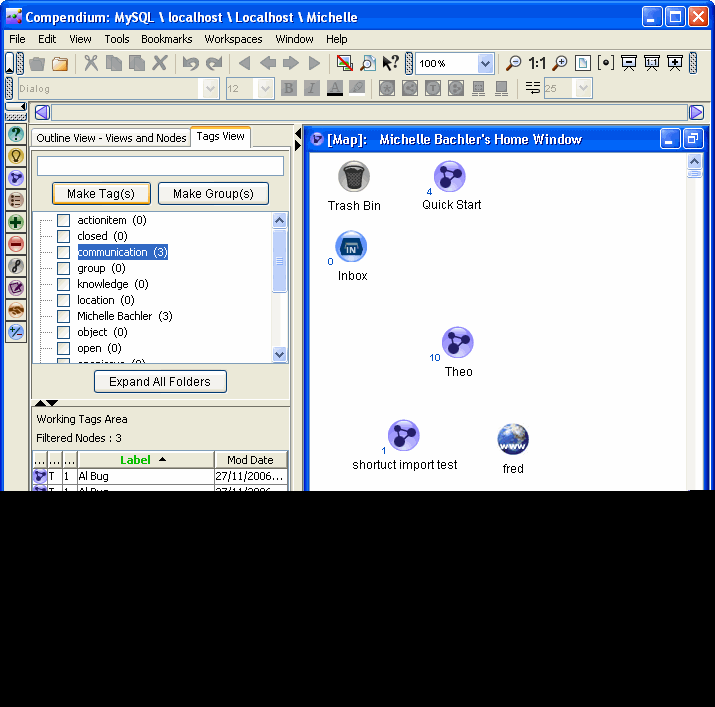 Compendium: MySQL \ localhost \ Localhost \ Michelle
File Edit View Tools Bookmarks Workspaces Window Help
100% 1:1
Dialog 12 B I A 25
Outline View - Views and Nodes Tags View
Make Tag(s) Make Group(s)
actionitem (0)
closed (0)
communication (3)
group (0)
knowledge (0)
location (0)
Michelle Bachler (3)
object (0)
open (0)
Expand All Folders
Working Tags Area
Filtered Nodes : 3
... ... ... Label Mod Date
T 1 Al Bug 27/11/2006...
T 1 Al Bug 27/11/2006...
[Map]: Michelle Bachler's Home Window
Trash Bin
4
Quick Start
IN
0
Inbox
10
Theo
1
shortuct import test
www
fred